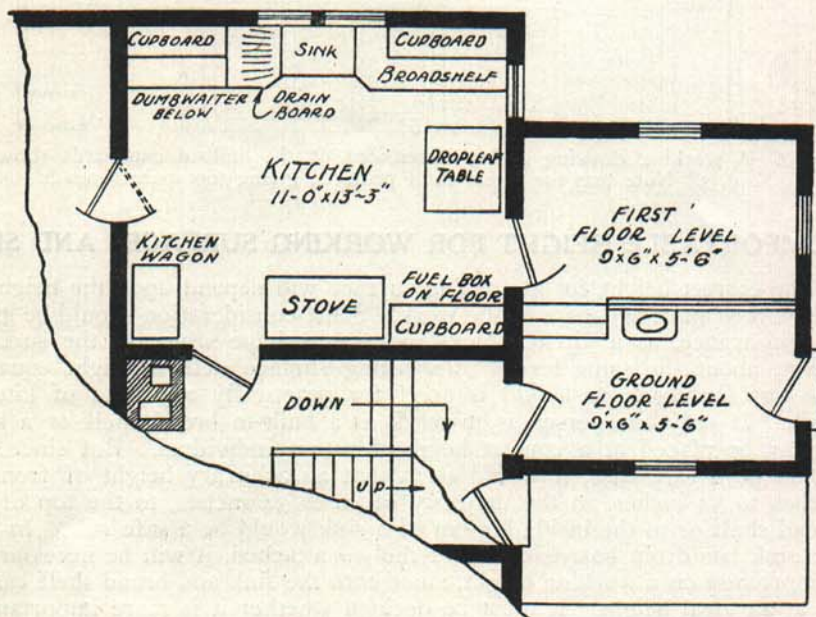 CUPBOARD
SINK
CUPBOARD
BROADSHELF
DUMBWAITER
BELOW
DRAIN
BOARD
DROPLEAF
TABLE
KITCHEN
11-0"x13'-3"
FIRST
FLOOR LEVEL
9'x6"x5'-6"
KITCHEN
WAGON
STOVE
FUEL BOX
ON FLOOR
CUPBOARD
GROUND
FLOOR LEVEL
9'x6"x5'-6"
DOWN
UP